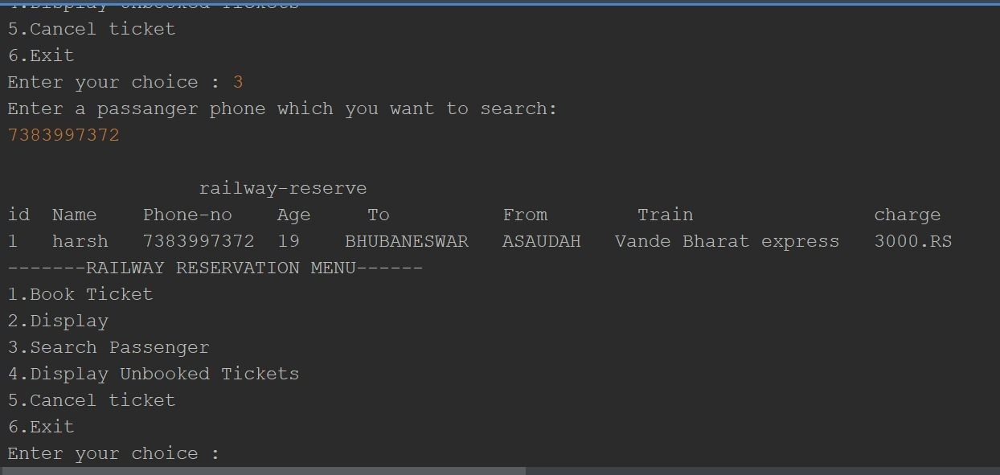 4.Display Unbooked Tickets
5.Cancel ticket
6.Exit
Enter your choice : 3
Enter a passanger phone which you want to search:
7383997372
railway-reserve
id  Name    Phone-no    Age     To          From        Train                charge
1   harsh   7383997372  19    BHUBANESWAR   ASAUDAH   Vande Bharat express   3000.RS
-------RAILWAY RESERVATION MENU------
1.Book Ticket
2.Display
3.Search Passenger
4.Display Unbooked Tickets
5.Cancel ticket
6.Exit
Enter your choice :